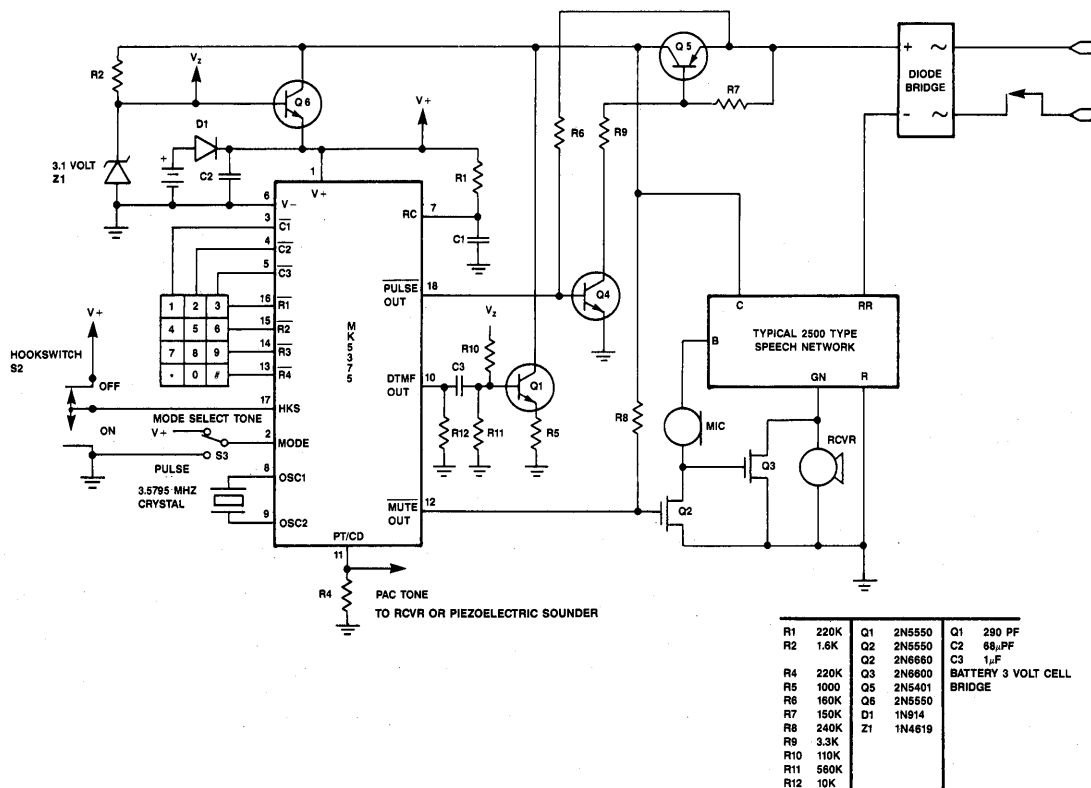 R2
Vz
Q6
Q5
R7
+ ~
DIODE
BRIDGE
- ~
D1
V+
R6
R9
3.1 VOLT
Z1
+
C2
1
V+
R1
6
V-
7
RC
C1
3
C1
4
C2
5
C3
18
PULSE
OUT
Q4
C
RR
TYPICAL 2500 TYPE
SPEECH NETWORK
B
GN
R
1 2 3
4 5 6
7 8 9
* 0 #
16
R1
15
R2
14
R3
13
R4
MK5375
V+
HOOKSWITCH
S2
OFF
ON
17
HKS
Vz
R10
DTMF
OUT
10
C3
Q1
R12
R11
R5
R8
MIC
RCVR
Q3
Q2
MODE SELECT TONE
V+
2
MODE
S3
PULSE
3.5795 MHZ
CRYSTAL
8
OSC1
9
OSC2
MUTE
OUT
12
PT/CD
11
R4
PAC TONE
TO RCVR OR PIEZOELECTRIC SOUNDER
R1 220K Q1 2N5550 Q1 290 PF
R2 1.6K Q2 2N5550 C2 68µPF
Q2 2N6660 C3 1µF
R4 220K Q3 2N6600 BATTERY 3 VOLT CELL
R5 1000 Q5 2N5401 BRIDGE
R6 160K Q6 2N5550
R7 150K D1 1N914
R8 240K Z1 1N4619
R9 3.3K
R10 110K
R11 560K
R12 10K